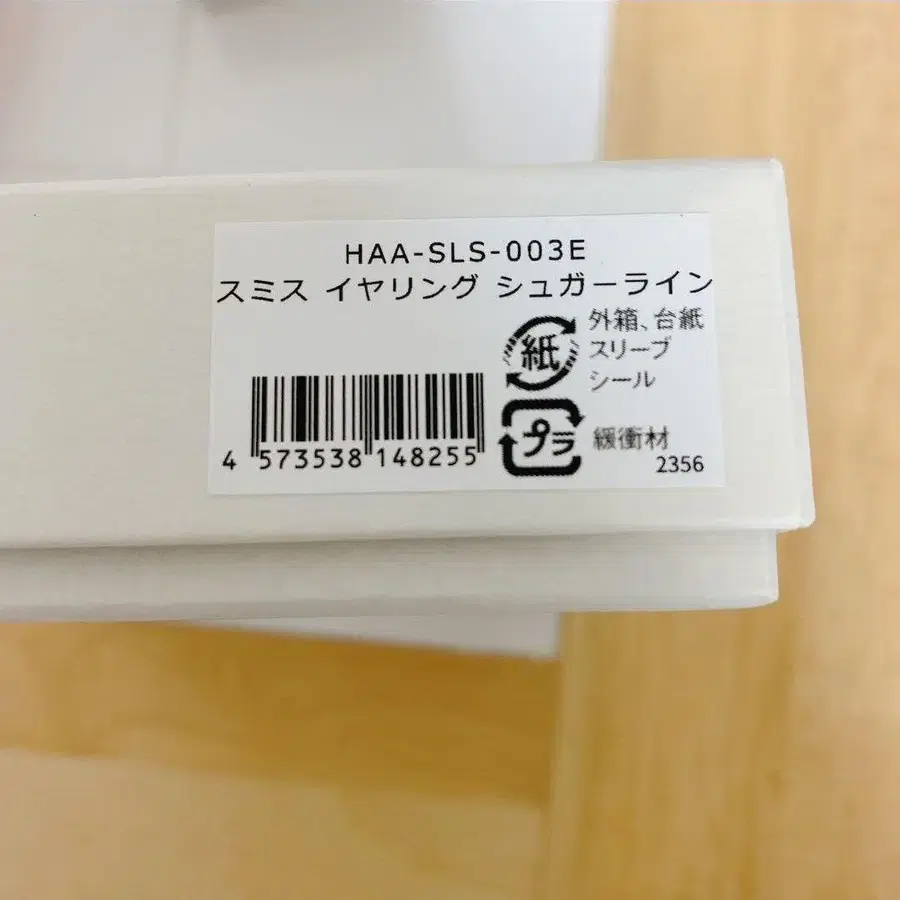 HAA-SLS-003E
スミス イヤリング シュガーライン
紙
外箱、台紙
スリーブ
シール
プラ
緩衝材
4 573538 148255
2356